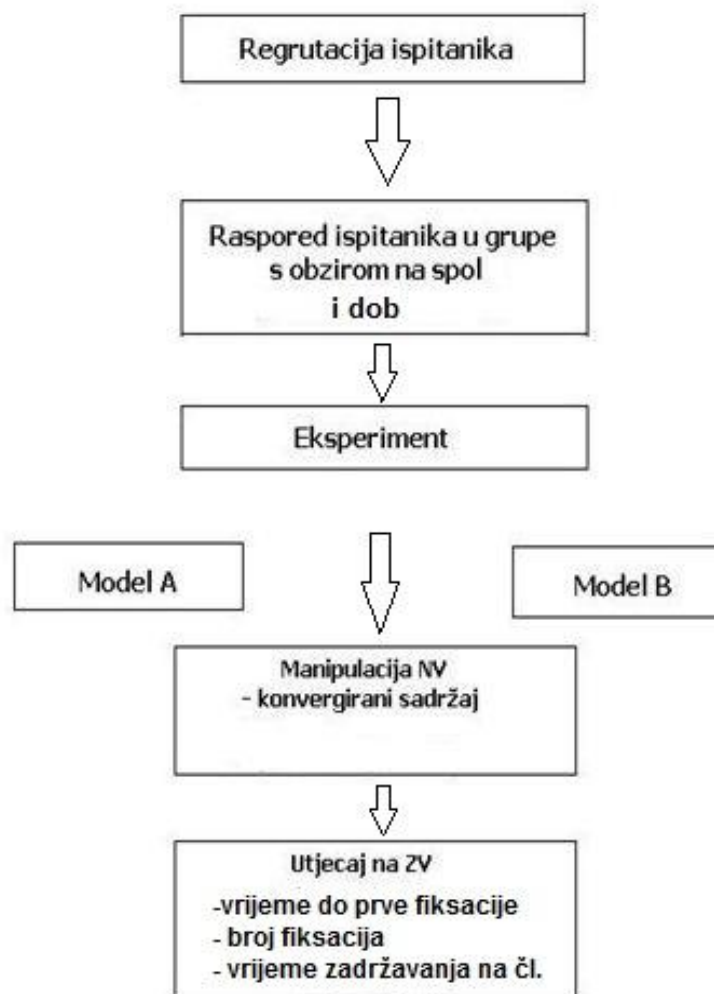 Regrutacija ispitanika
Raspored ispitanika u grupe
s obzirom na spol
i dob
Eksperiment
Model A
Model B
Manipulacija NV
- konvergirani sadržaj
Utjecaj na ZV
-vrijeme do prve fiksacije
- broj fiksacija
- vrijeme zadržavanja na čl.